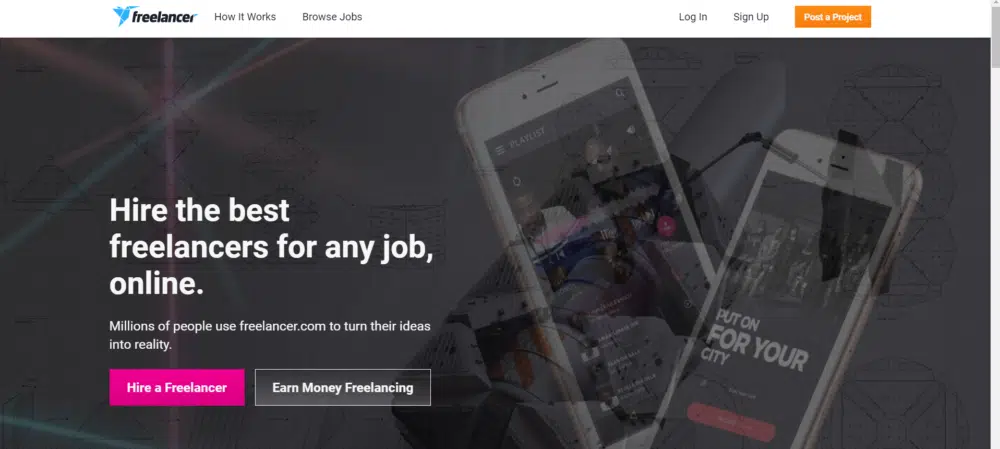 freelancer
How It Works
Browse Jobs
Log In
Sign Up
Post a Project
Hire the best
freelancers for any job,
online.
Millions of people use freelancer.com to turn their ideas
into reality.
Hire a Freelancer
Earn Money Freelancing
PLAYLIST
PUT ON
FOR YOUR
CITY